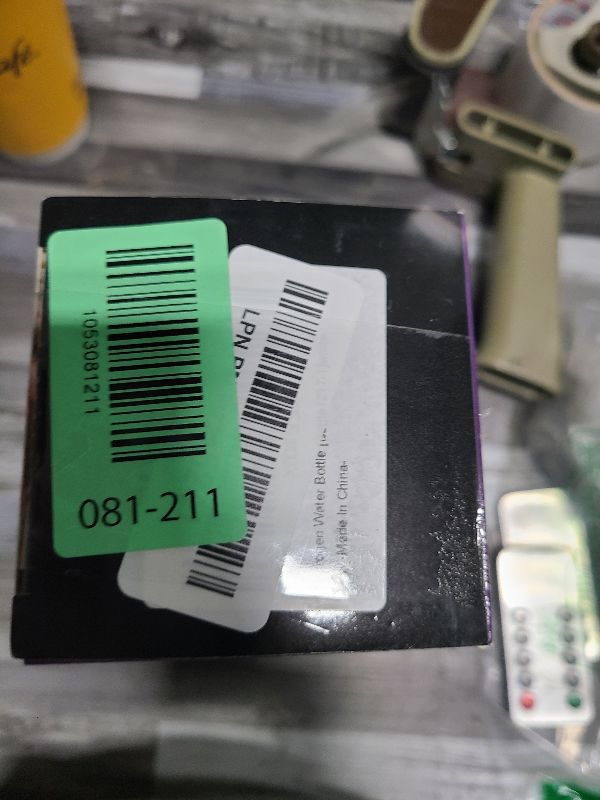 1053081211
081-211
LPN
Water Bottle
Made In China-